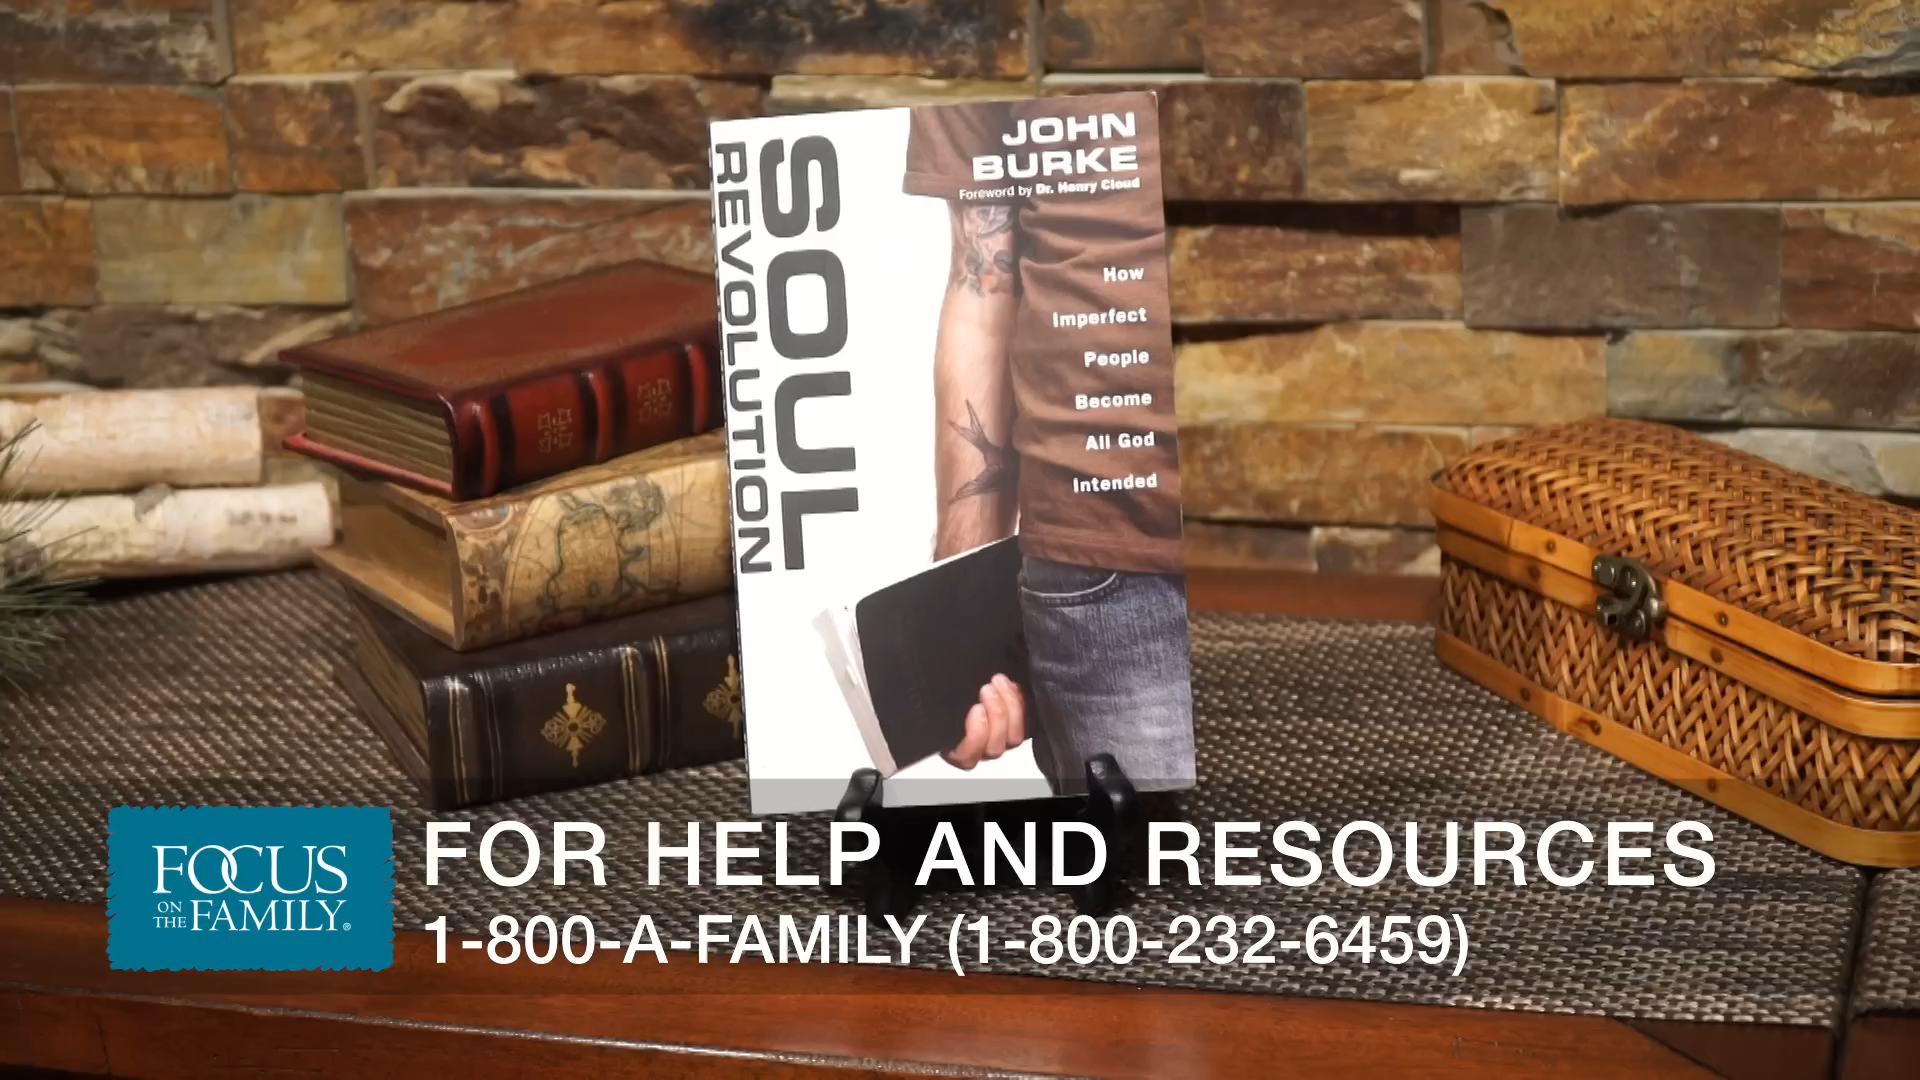 JOHN
BURKE
Foreword by Dr. Henry Cloud
SOUL
REVOLUTION
How
Imperfect
People
Become
All God
Intended
FOCUS
ON
THE FAMILY®
FOR HELP AND RESOURCES
1-800-A-FAMILY (1-800-232-6459)